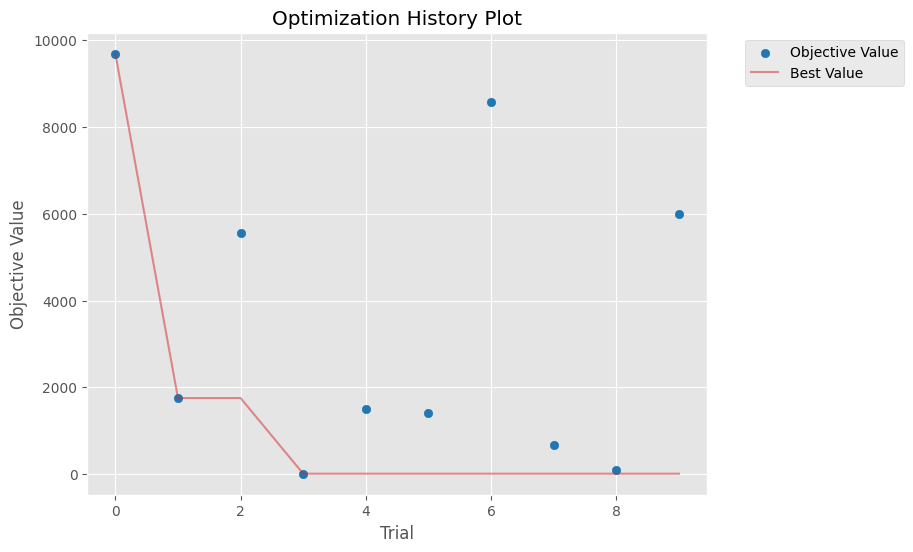 Optimization History Plot
Objective Value
Best Value
10000
8000
6000
4000
2000
0
Objective Value
0 2 4 6 8
Trial